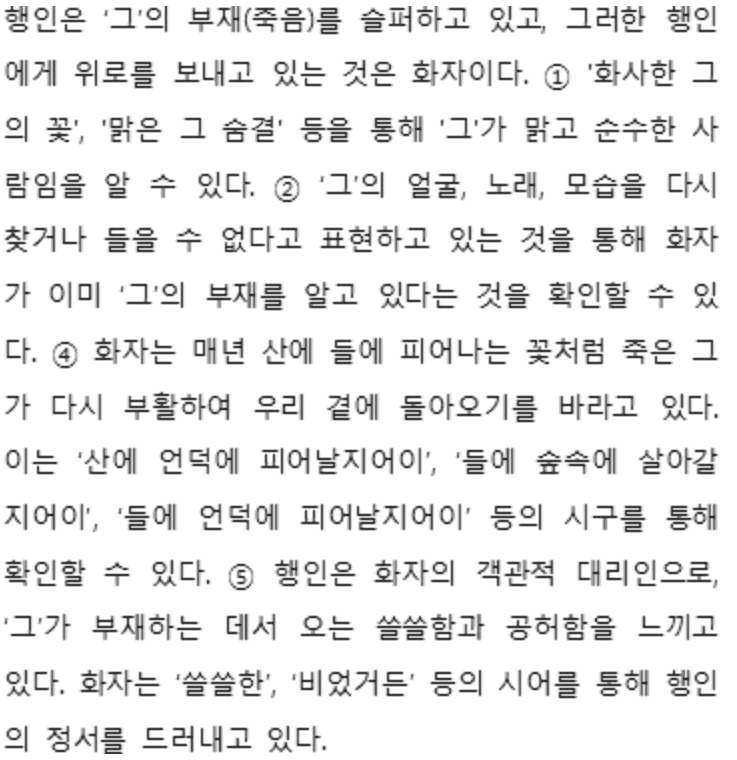 행인은 '그'의 부재(죽음)를 슬퍼하고 있고, 그러한 행인
에게 위로를 보내고 있는 것은 화자이다. ① '화사한 그
의 꽃', '맑은 그 숨결' 등을 통해 '그'가 맑고 순수한 사
람임을 알 수 있다. ② '그'의 얼굴, 노래, 모습을 다시
찾거나 들을 수 없다고 표현하고 있는 것을 통해 화자
가 이미 '그'의 부재를 알고 있다는 것을 확인할 수 있
다. ④ 화자는 매년 산에 들에 피어나는 꽃처럼 죽은 그
가 다시 부활하여 우리 곁에 돌아오기를 바라고 있다.
이는 '산에 언덕에 피어날지어이', '들에 숲속에 살아갈
지어이', '들에 언덕에 피어날지어이' 등의 시구를 통해
확인할 수 있다. ⑤ 행인은 화자의 객관적 대리인으로,
'그'가 부재하는 데서 오는 쓸쓸함과 공허함을 느끼고
있다. 화자는 '쓸쓸한', '비었거든' 등의 시어를 통해 행인
의 정서를 드러내고 있다.